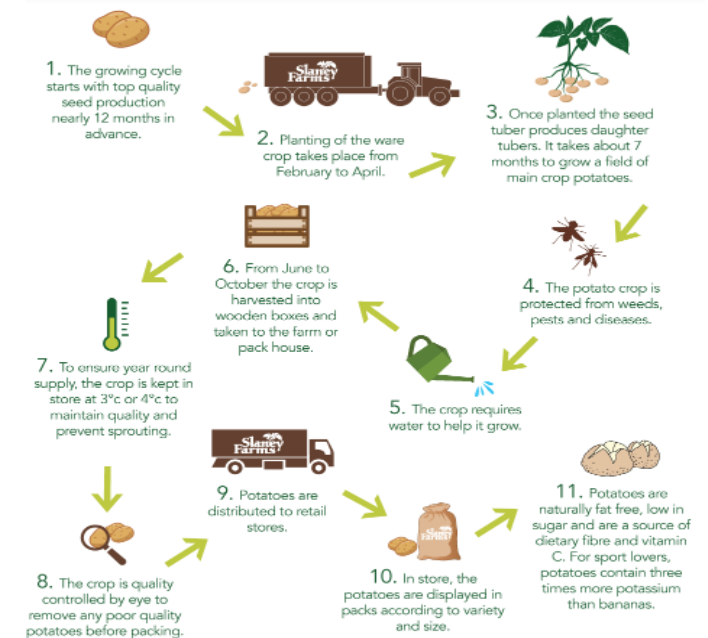 1. The growing cycle
starts with top quality
seed production
nearly 12 months in
advance.
Slaney
Farms
2. Planting of the ware
crop takes place from
February to April.
3. Once planted the seed
tuber produces daughter
tubers. It takes about 7
months to grow a field of
main crop potatoes.
4. The potato crop is
protected from weeds,
pests and diseases.
5. The crop requires
water to help it grow.
6. From June to
October the crop is
harvested into
wooden boxes and
taken to the farm or
pack house.
7. To ensure year round
supply, the crop is kept in
store at 3°c or 4°c to
maintain quality and
prevent sprouting.
8. The crop is quality
controlled by eye to
remove any poor quality
potatoes before packing.
Slaney
Farms
9. Potatoes are
distributed to retail
stores.
Slaney
Farms
10. In store, the
potatoes are displayed in
packs according to variety
and size.
11. Potatoes are
naturally fat free, low in
sugar and are a source of
dietary fibre and vitamin
C. For sport lovers,
potatoes contain three
times more potassium
than bananas.